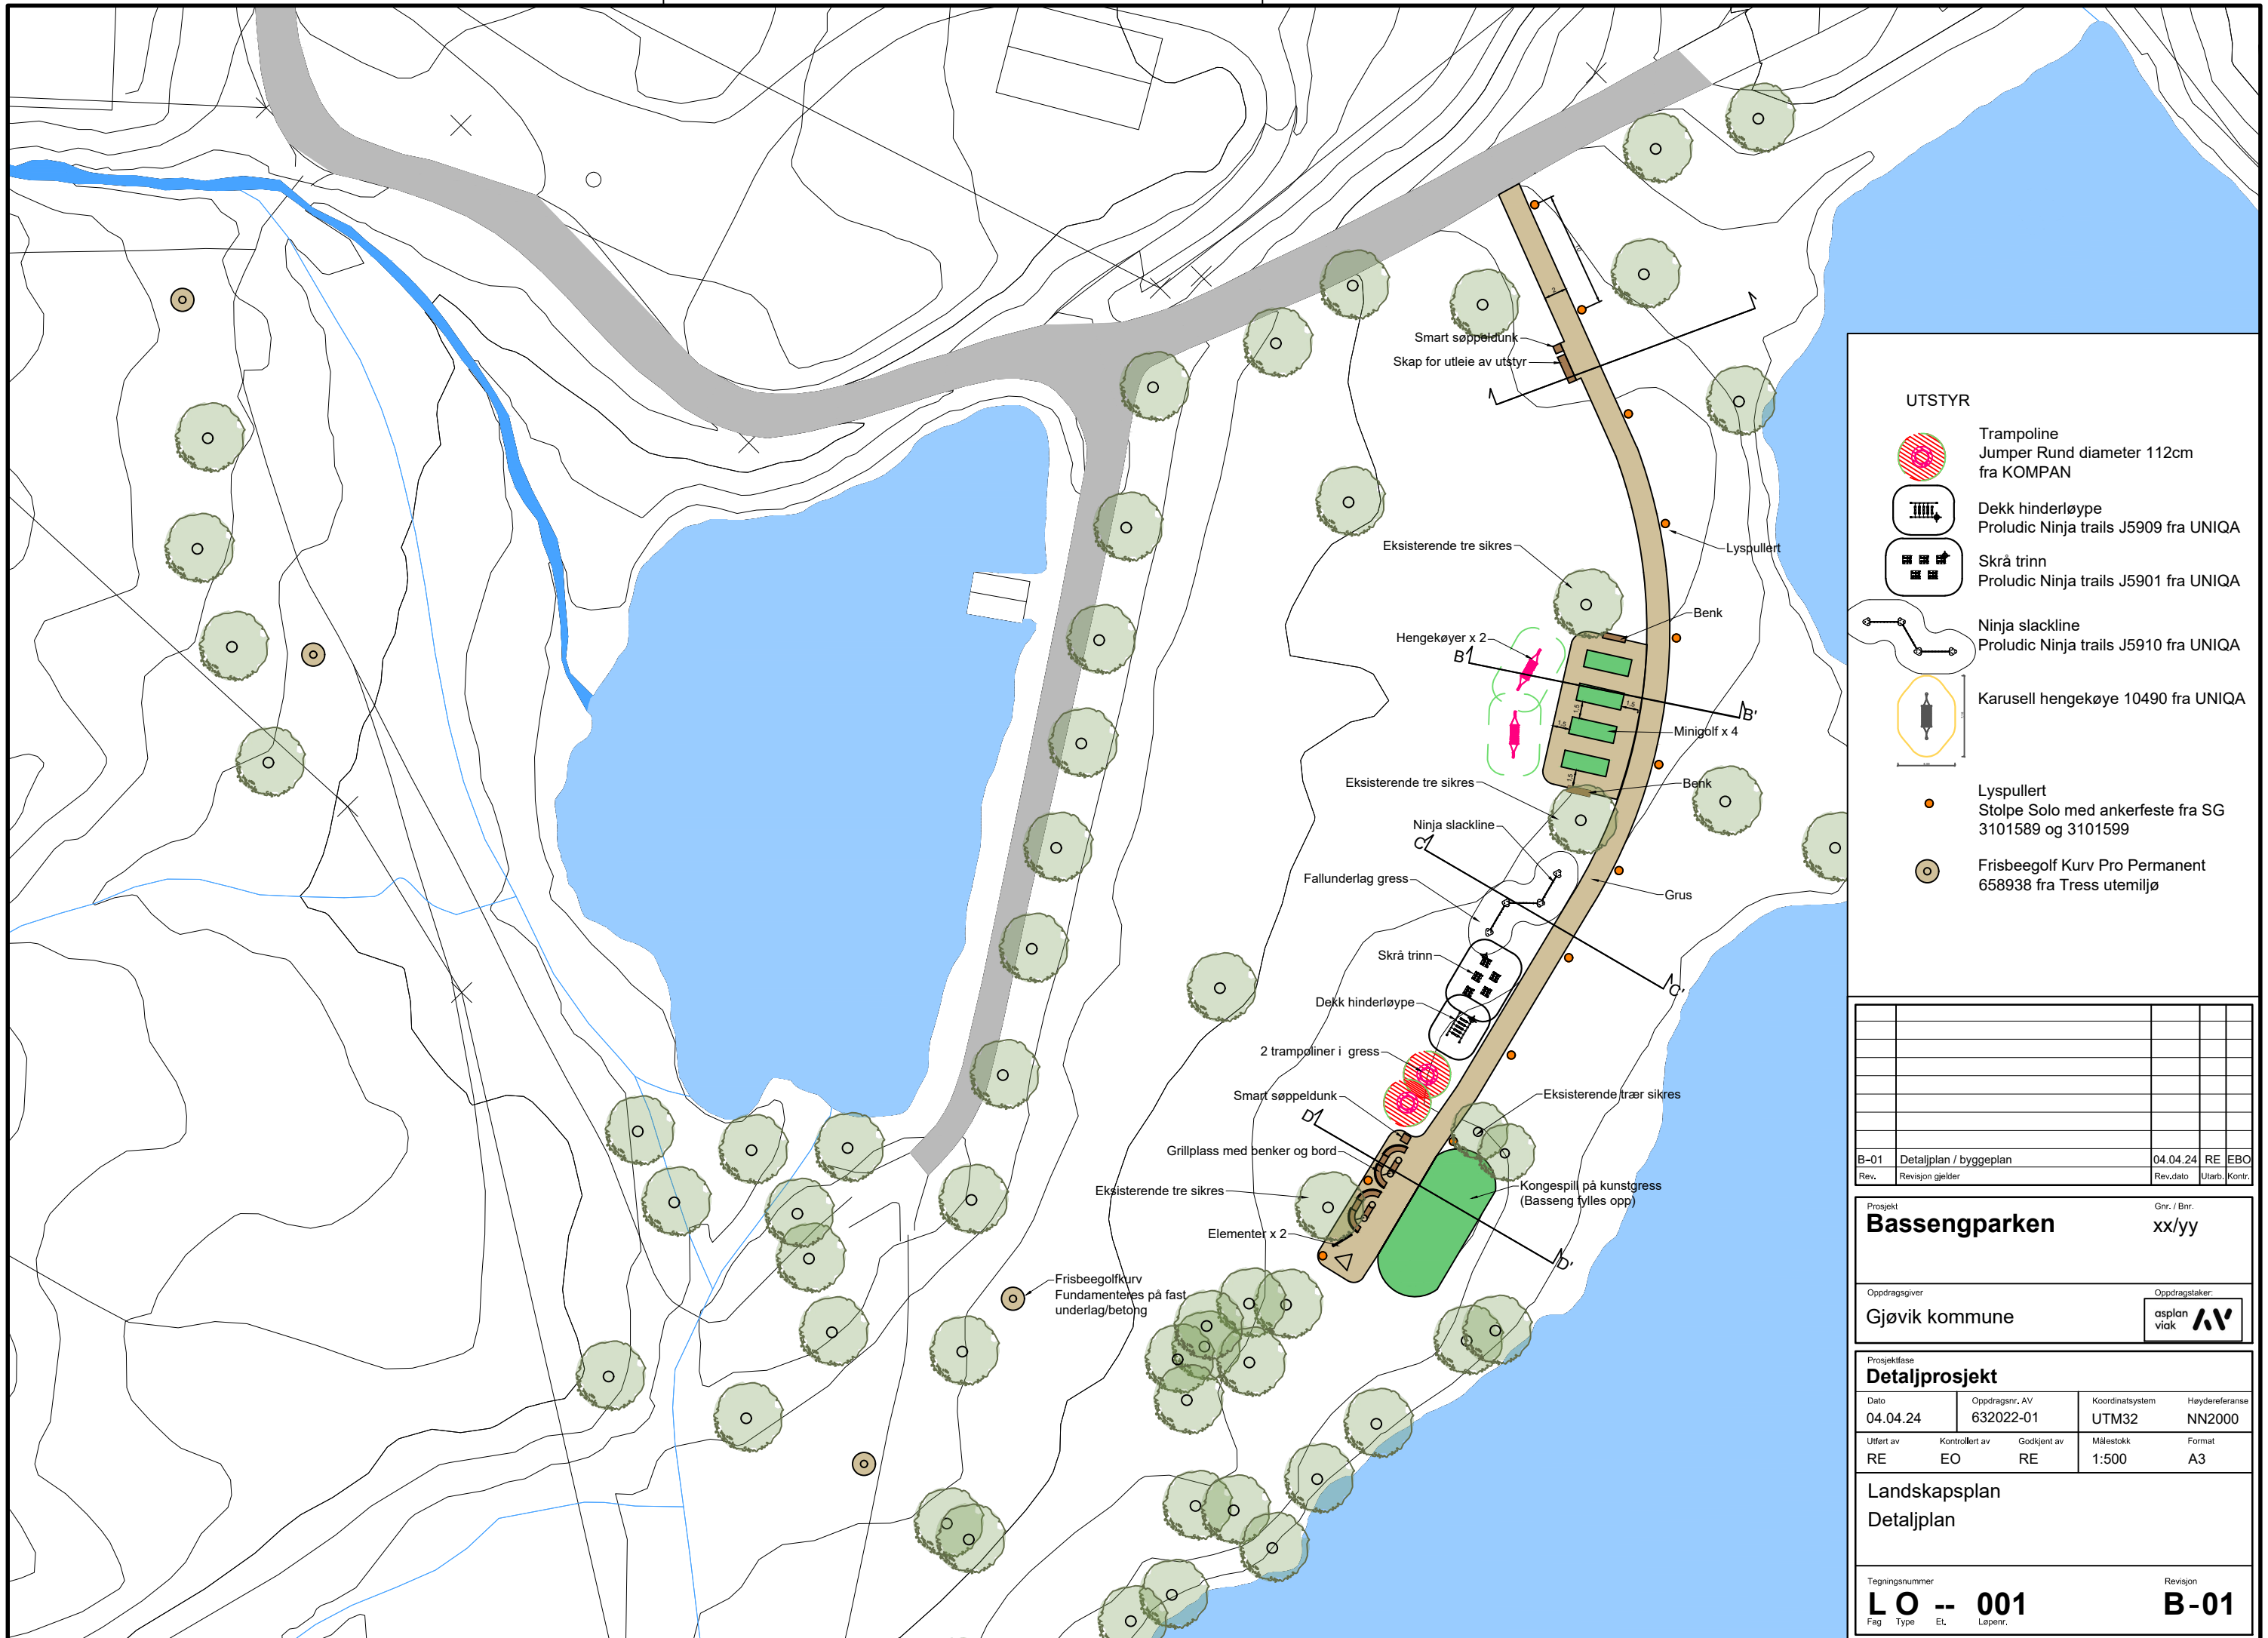 Smart søppeldunk
Skap for utleie av utstyr
2
Lyspullert
Eksisterende tre sikres
Benk
Hengekøyer x 2
B
B'
1,5
1,5
1,5
1,5
Minigolf x 4
Eksisterende tre sikres
Benk
Ninja slackline
C
C'
Fallunderlag gress
Grus
Skrå trinn
Dekk hinderløype
2 trampoliner i gress
Smart søppeldunk
Eksisterende trær sikres
D
D'
Grillplass med benker og bord
Eksisterende tre sikres
Kongespill på kunstgress
(Basseng fylles opp)
Elementer x 2
Frisbeegolfkurv
Fundamenteres på fast
underlag/betong
UTSTYR
Trampoline
Jumper Rund diameter 112cm
fra KOMPAN
Dekk hinderløype
Proludic Ninja trails J5909 fra UNIQA
Skrå trinn
Proludic Ninja trails J5901 fra UNIQA
Ninja slackline
Proludic Ninja trails J5910 fra UNIQA
Karusell hengekøye 10490 fra UNIQA
Lyspullert
Stolpe Solo med ankerfeste fra SG
3101589 og 3101599
Frisbeegolf Kurv Pro Permanent
658938 fra Tress utemiljø
B-01 Detaljplan / byggeplan 04.04.24 RE EBO
Rev. Revisjon gjelder Rev.dato Utarb. Kontr.
Prosjekt Gnr. / Bnr.
Bassengparken xx/yy
Oppdragsgiver Oppdragstaker:
Gjøvik kommune asplan
viak
Prosjektfase
Detaljprosjekt
Dato Oppdragsnr. AV Koordinatsystem Høydereferanse
04.04.24 632022-01 UTM32 NN2000
Utført av Kontrollert av Godkjent av Målestokk Format
RE EO RE 1:500 A3
Landskapsplan
Detaljplan
Tegningsnummer Revisjon
L O -- 001 B-01
Fag Type Et. Løpenr.